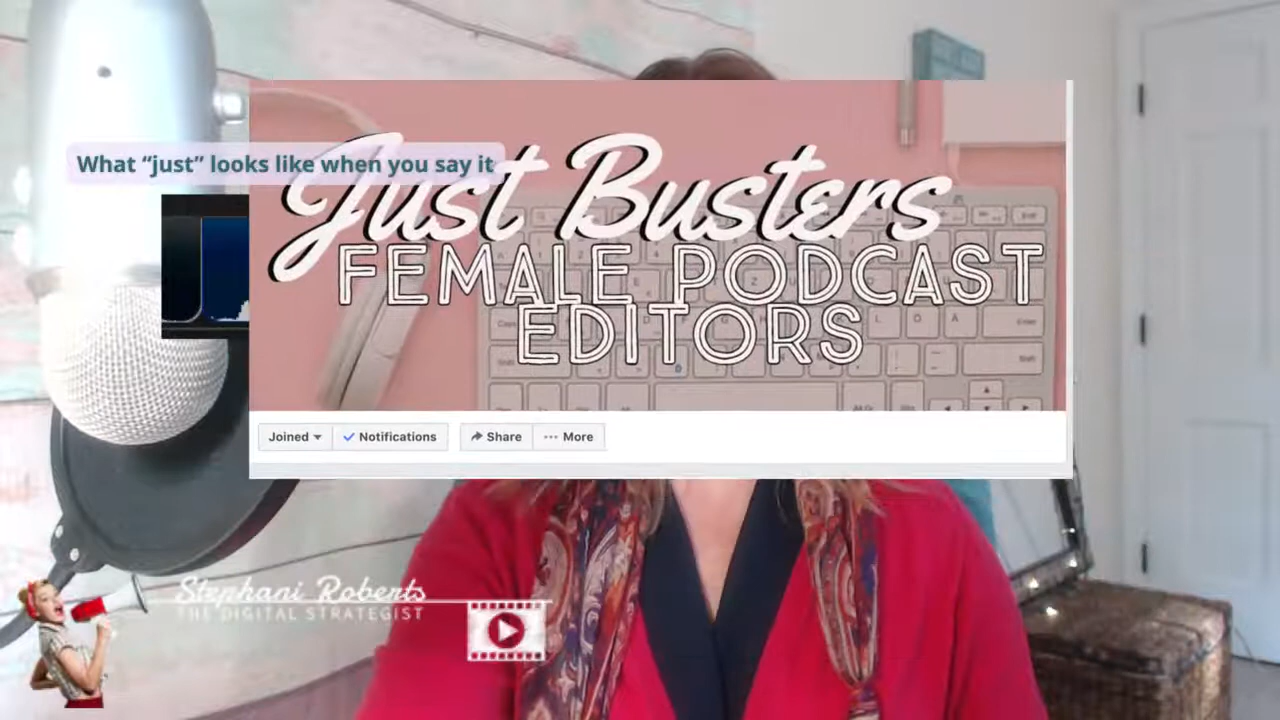 What “just” looks like when you say it
Just Busters
FEMALE PODCAST
EDITORS
Joined
Notifications
Share
More
Stephani Roberts
THE DIGITAL STRATEGIST